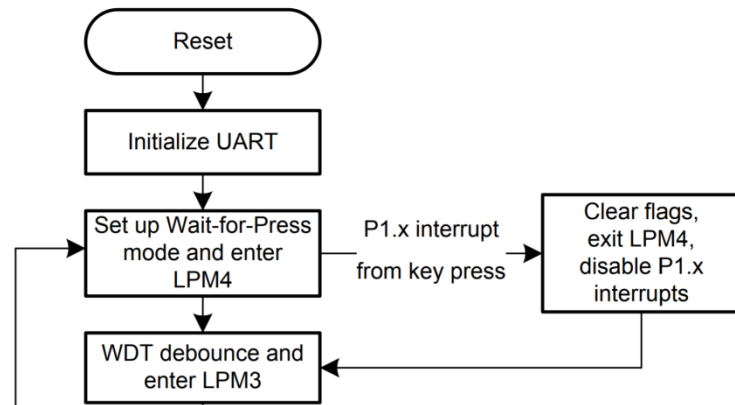 Reset
Initialize UART
Set up Wait-for-Press
mode and enter
LPM4
P1.x interrupt
from key press
Clear flags,
exit LPM4,
disable P1.x
interrupts
WDT debounce and
enter LPM3